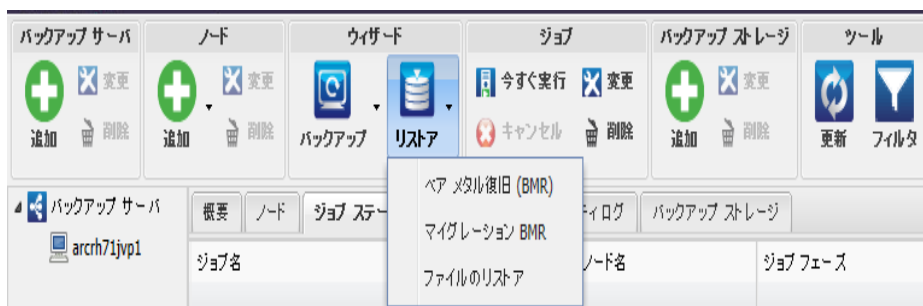 バックアップ サーバ
ノード
ウィザード
ジョブ
バックアップ ストレージ
ツール
追加
変更
削除
追加
変更
削除
バックアップ
リストア
今すぐ実行
変更
キャンセル
削除
追加
変更
削除
更新
フィルタ
ベア メタル復旧 (BMR)
マイグレーション BMR
ファイルのリストア
バックアップ サーバ
arcrh71jvp1
概要
ノード
ジョブ ステー
ィログ
バックアップ ストレージ
ジョブ名
ノード名
ジョブ フェーズ